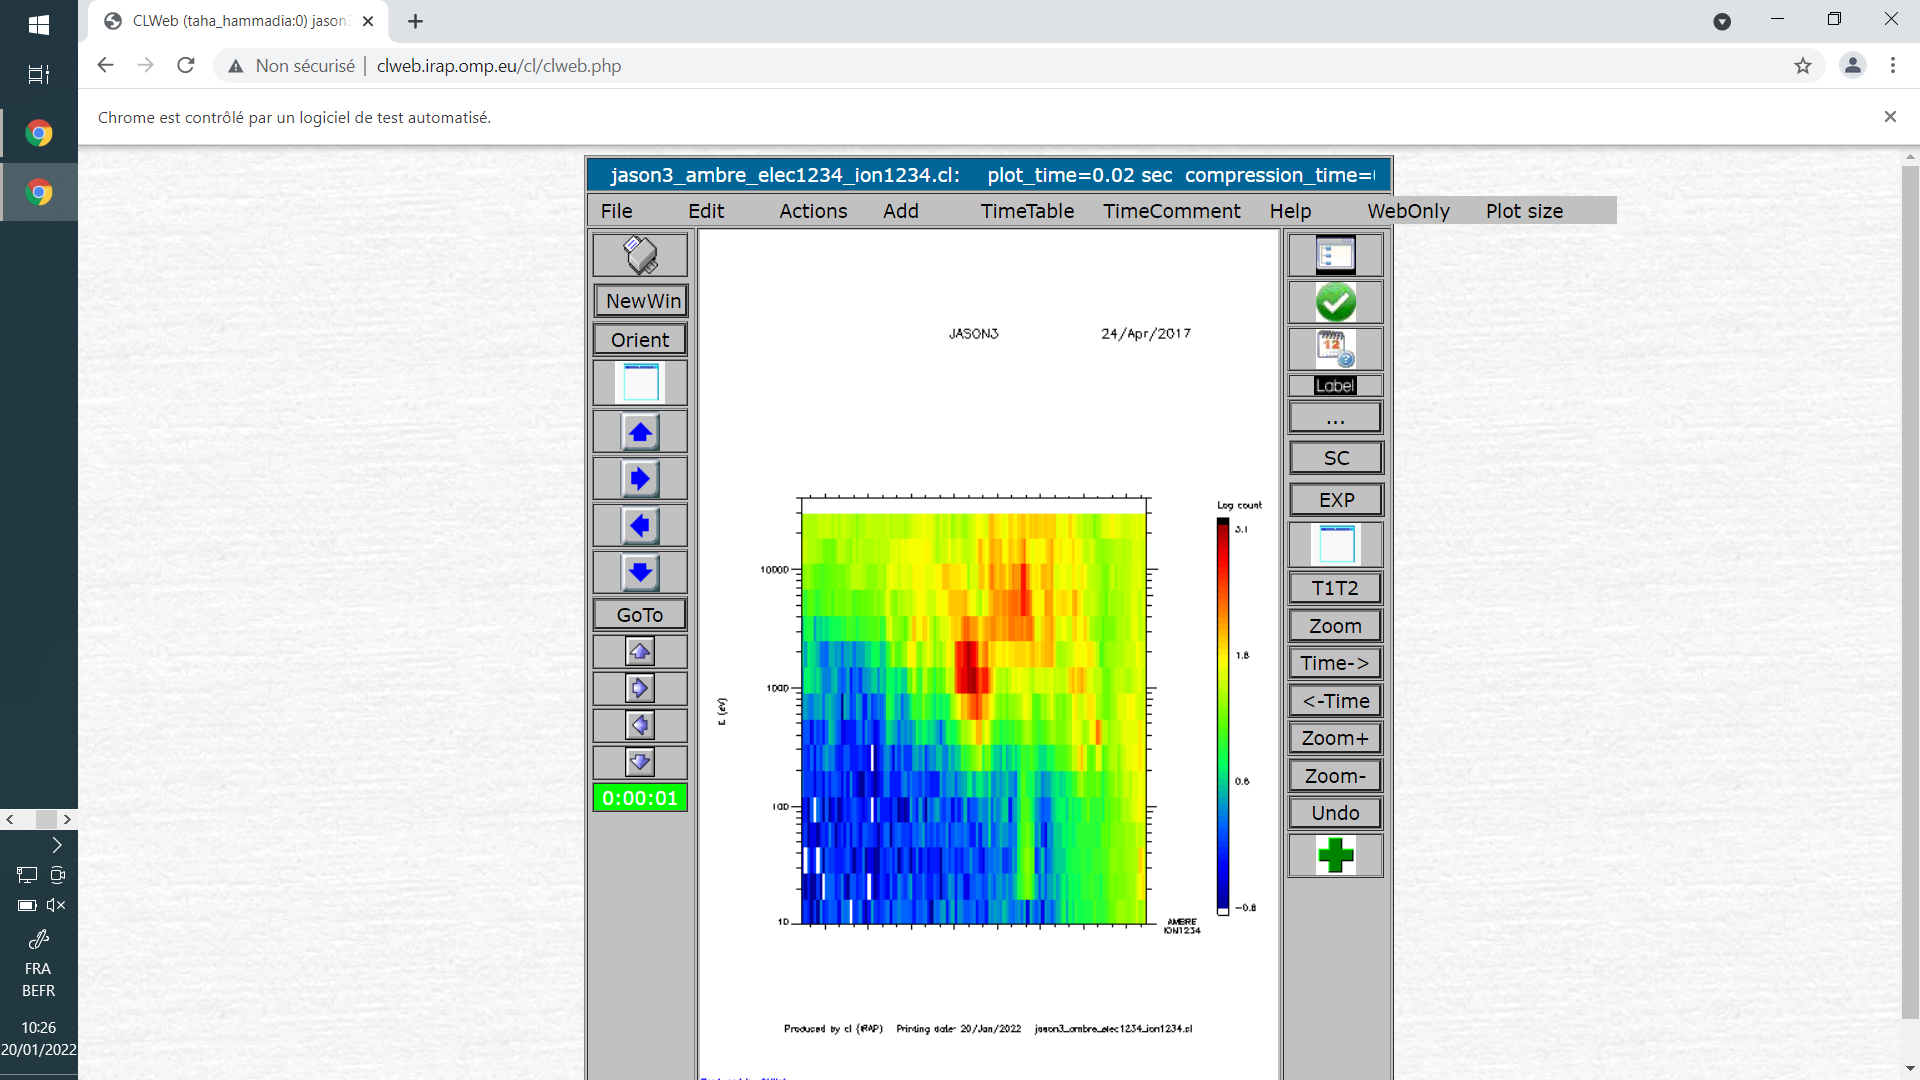 CLWeb (taha_hammadia:0) jason
Non sécurisé | clweb.irap.omp.eu/cl/clweb.php
Chrome est contrôlé par un logiciel de test automatisé.
jason3_ambre_elec1234_ion1234.cl: plot_time=0.02 sec compression_time=
File Edit Actions Add TimeTable TimeComment Help WebOnly Plot size
NewWin
Orient
GoTo
0:00:01
JASON3 24/Apr/2017
Log count
3.1
1.8
0.6
-0.8
10000
1000
100
10
E (eV)
AMBRE
ION1234
Produced by cl (IRAP) Printing date: 20/Jan/2022 jason3_ambre_elec1234_ion1234.cl
12
Label
...
SC
EXP
T1T2
Zoom
Time->
<-Time
Zoom+
Zoom-
Undo
FRA
BEFR
10:26
20/01/2022